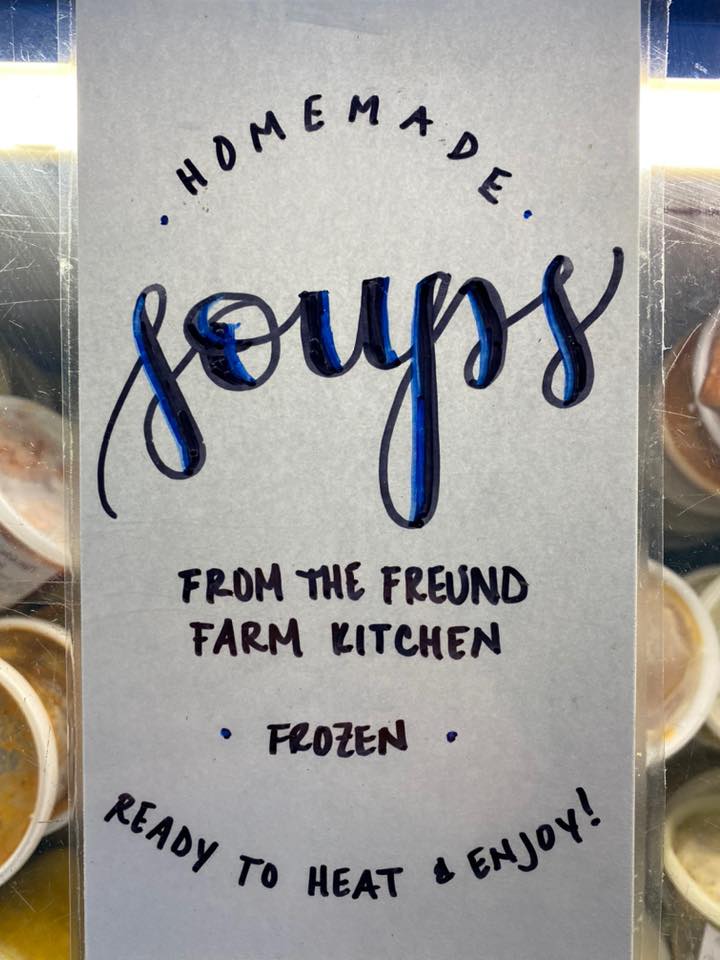 HOMEMADE
soups
FROM THE FREUND
FARM KITCHEN
• FROZEN •
READY TO HEAT & ENJOY!